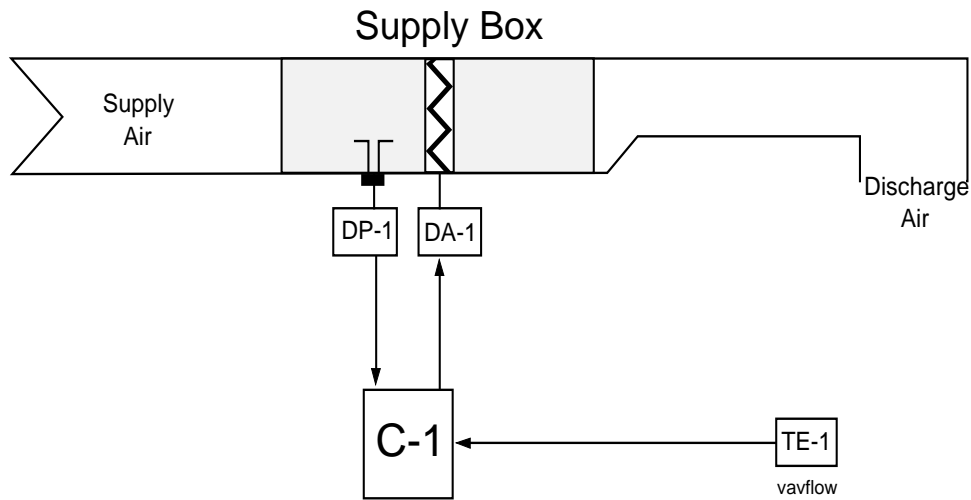 Supply Box
Supply
Air
Discharge
Air
DP-1
DA-1
C-1
TE-1
vavflow